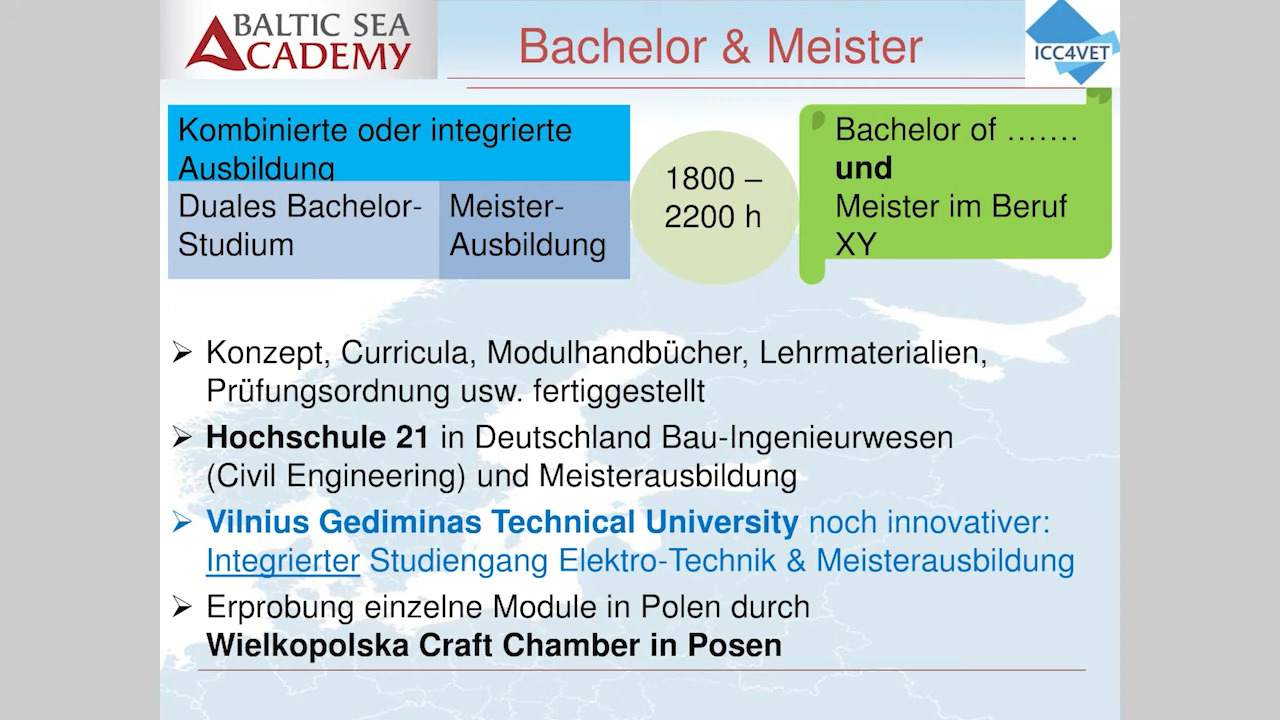 BALTIC SEA
ACADEMY
Bachelor & Meister
ICC4VET
Kombinierte oder integrierte
Ausbildung
Duales Bachelor-
Studium
Meister-
Ausbildung
1800 –
2200 h
Bachelor of …….
und
Meister im Beruf
XY
Konzept, Curricula, Modulhandbücher, Lehrmaterialien,
Prüfungsordnung usw. fertiggestellt
Hochschule 21 in Deutschland Bau-Ingenieurwesen
(Civil Engineering) und Meisterausbildung
Vilnius Gediminas Technical University noch innovativer:
Integrierter Studiengang Elektro-Technik & Meisterausbildung
Erprobung einzelne Module in Polen durch
Wielkopolska Craft Chamber in Posen